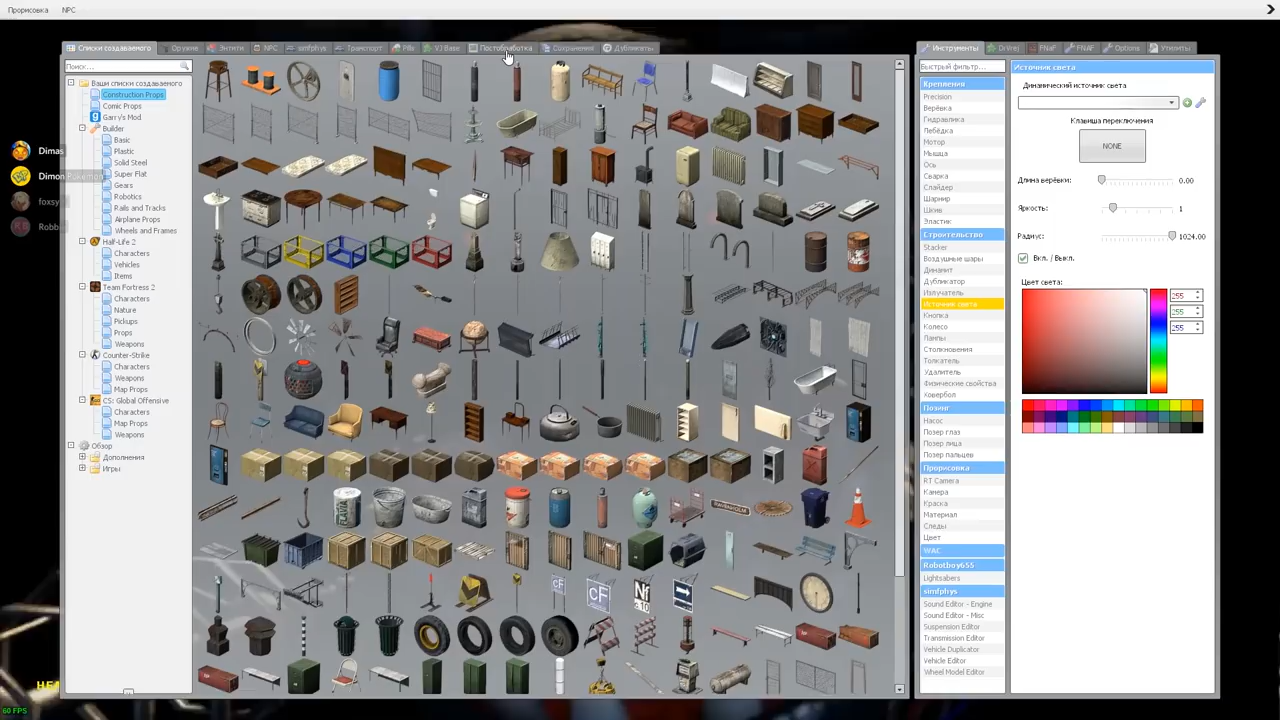 Прорисовка NPC
Списки создаваемого Оружие Энтити NPC simfphys Транспорт Pills VJ Base Постобработка Сохранения Дубликаты
Инструменты DrVrej FNaF FNAF Options Утилиты
Поиск...
Ваши списки создаваемого
Construction Props
Comic Props
Garry's Mod
Builder
Basic
Plastic
Solid Steel
Super Flat
Gears
Robotics
Rails and Tracks
Airplane Props
Wheels and Frames
Half-Life 2
Characters
Vehicles
Items
Team Fortress 2
Characters
Nature
Pickups
Props
Weapons
Counter-Strike
Characters
Weapons
Map Props
CS: Global Offensive
Characters
Map Props
Weapons
Обзор
Дополнения
Игры
Dimas
Dimon Pokemon
foxsy
Robb
RAVENHOLM
CF
CF
Nf
Быстрый фильтр...
Крепления
Precision
Верёвка
Гидравлика
Лебёдка
Мотор
Мышца
Ось
Сварка
Слайдер
Шарнир
Шкив
Эластик
Строительство
Stacker
Воздушные шары
Динамит
Дубликатор
Излучатель
Источник света
Кнопка
Колесо
Лампы
Столкновения
Толкатель
Удалитель
Физические свойства
Ховербол
Позинг
Насос
Позер глаз
Позер лица
Позер пальцев
Прорисовка
RT Camera
Камера
Краска
Материал
Следы
Цвет
WAC
Robotboy655
Lightsabers
simfphys
Sound Editor - Engine
Sound Editor - Misc
Suspension Editor
Transmission Editor
Vehicle Duplicator
Vehicle Editor
Wheel Model Editor
Источник света
Динамический источник света
Клавиша переключения
NONE
Длина верёвки: 0.00
Яркость: 1
Радиус: 1024.00
Вкл. / Выкл.
Цвет света:
255
255
255
60 FPS